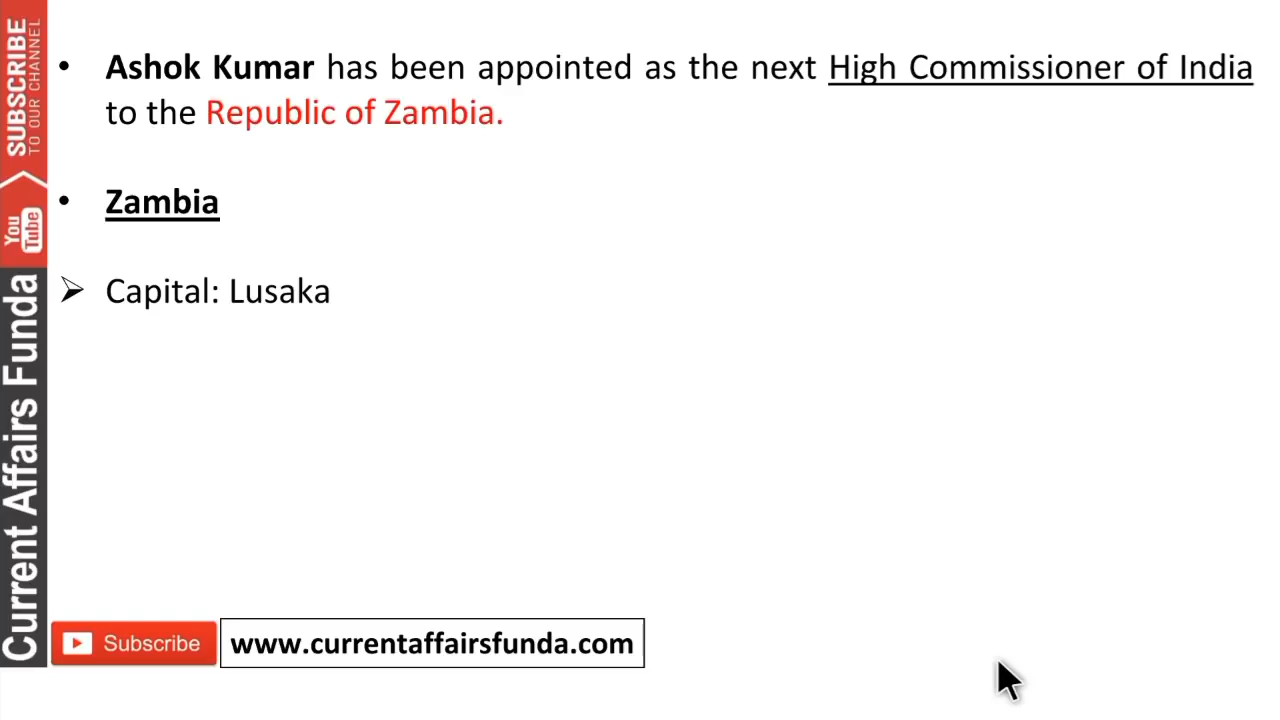 • Ashok Kumar has been appointed as the next High Commissioner of India
to the Republic of Zambia.
• Zambia
➢ Capital: Lusaka
SUBSCRIBE
TO OUR CHANNEL
You
Tube
Current Affairs Funda
Subscribe
www.currentaffairsfunda.com